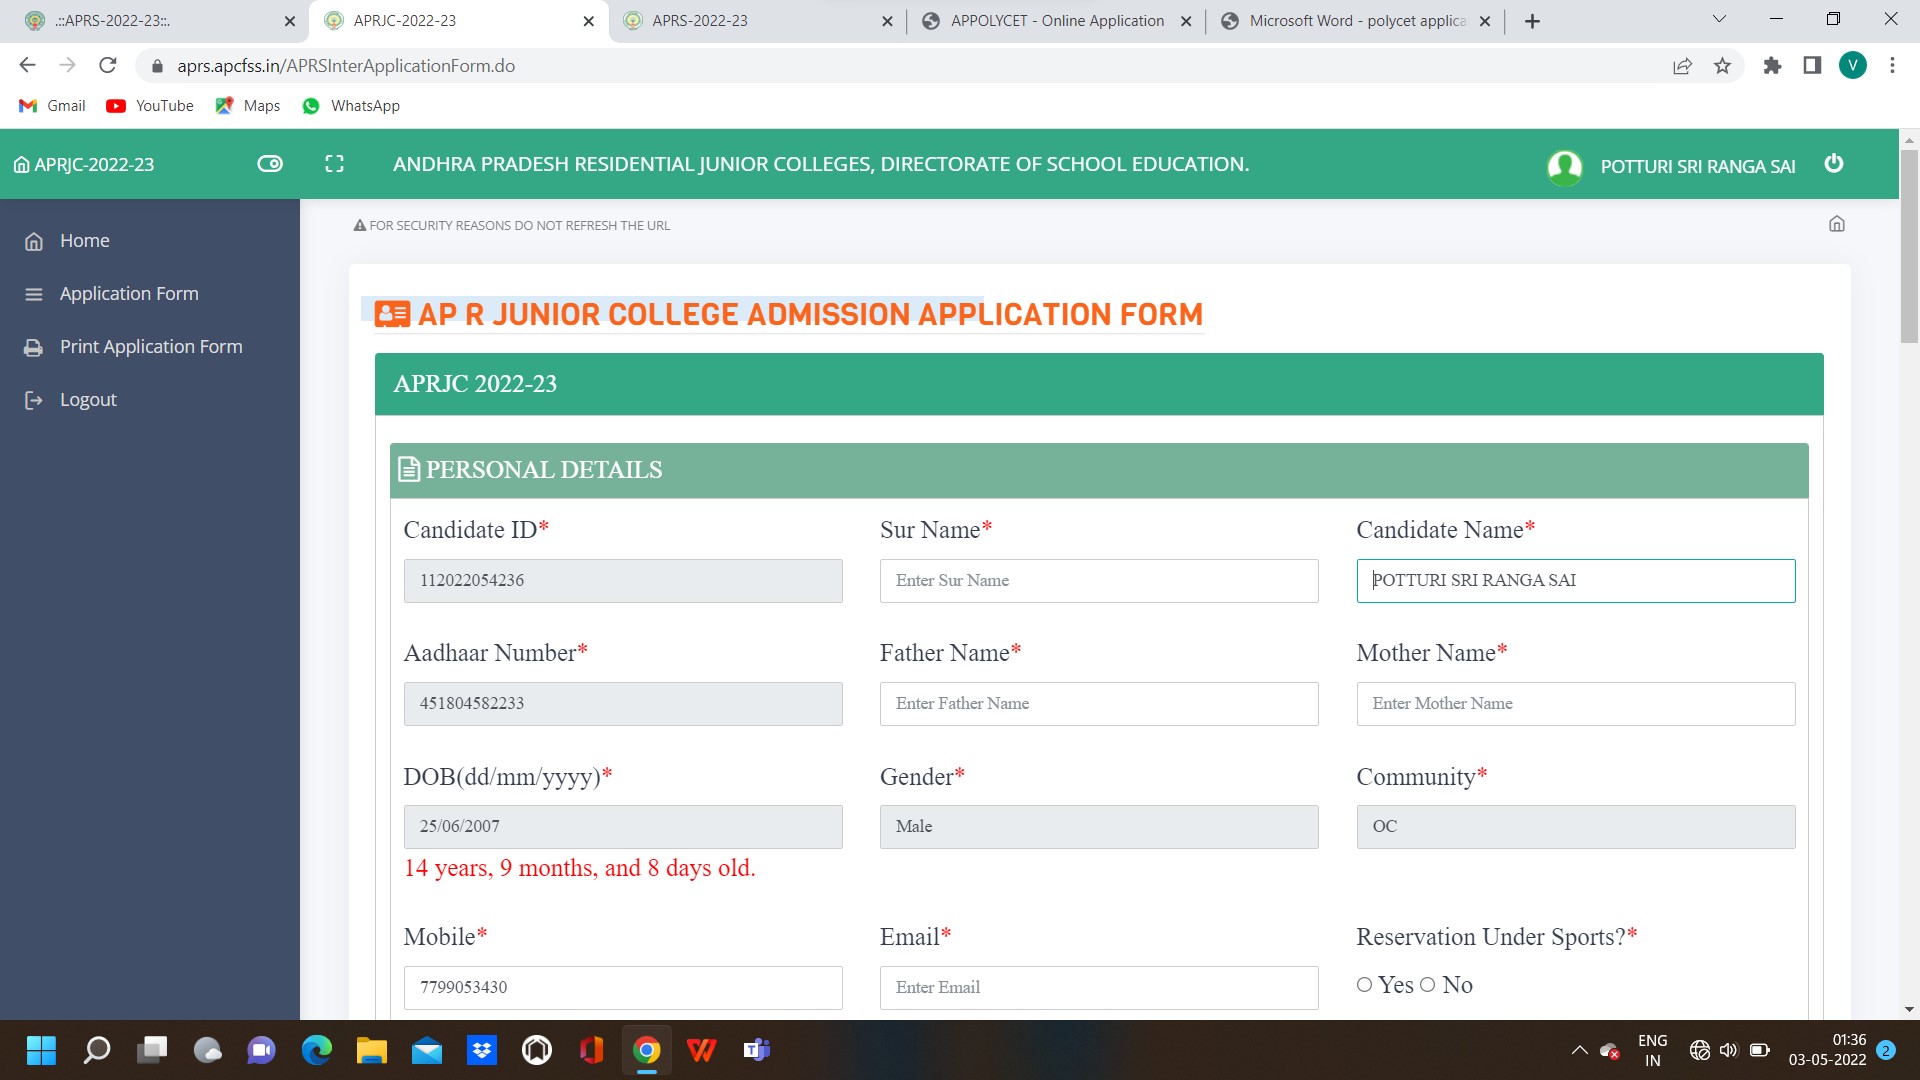 .::APRS-2022-23::.
APRJC-2022-23
APRS-2022-23
APPOLYCET - Online Application
Microsoft Word - polycet applica
aprs.apcfss.in/APRSInterApplicationForm.do
V
Gmail
YouTube
Maps
WhatsApp
APRJC-2022-23
ANDHRA PRADESH RESIDENTIAL JUNIOR COLLEGES, DIRECTORATE OF SCHOOL EDUCATION.
POTTURI SRI RANGA SAI
Home
Application Form
Print Application Form
Logout
FOR SECURITY REASONS DO NOT REFRESH THE URL
AP R JUNIOR COLLEGE ADMISSION APPLICATION FORM
APRJC 2022-23
PERSONAL DETAILS
Candidate ID*
Sur Name*
Candidate Name*
112022054236
Enter Sur Name
POTTURI SRI RANGA SAI
Aadhaar Number*
Father Name*
Mother Name*
451804582233
Enter Father Name
Enter Mother Name
DOB(dd/mm/yyyy)*
Gender*
Community*
25/06/2007
Male
OC
14 years, 9 months, and 8 days old.
Mobile*
Email*
Reservation Under Sports?*
7799053430
Enter Email
Yes No
ENG
IN
01:36
03-05-2022
2